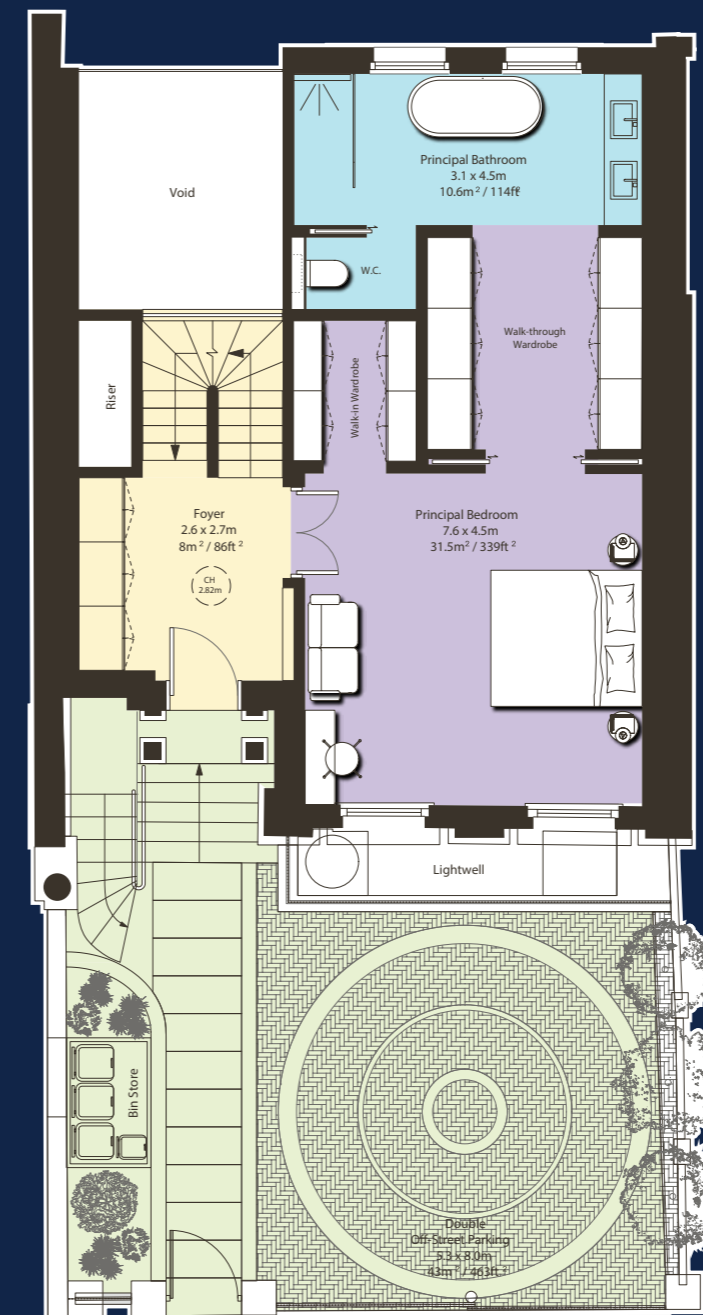 Void
Principal Bathroom
3.1 x 4.5m
10.6m² / 114ft²
W.C.
Walk-through
Wardrobe
Walk-in Wardrobe
Riser
Foyer
2.6 x 2.7m
8m² / 86ft²
CH
2.82m
Principal Bedroom
7.6 x 4.5m
31.5m² / 339ft²
Lightwell
Bin Store
Double
Off-Street Parking
5.3 x 8.0m
43m² / 463ft²